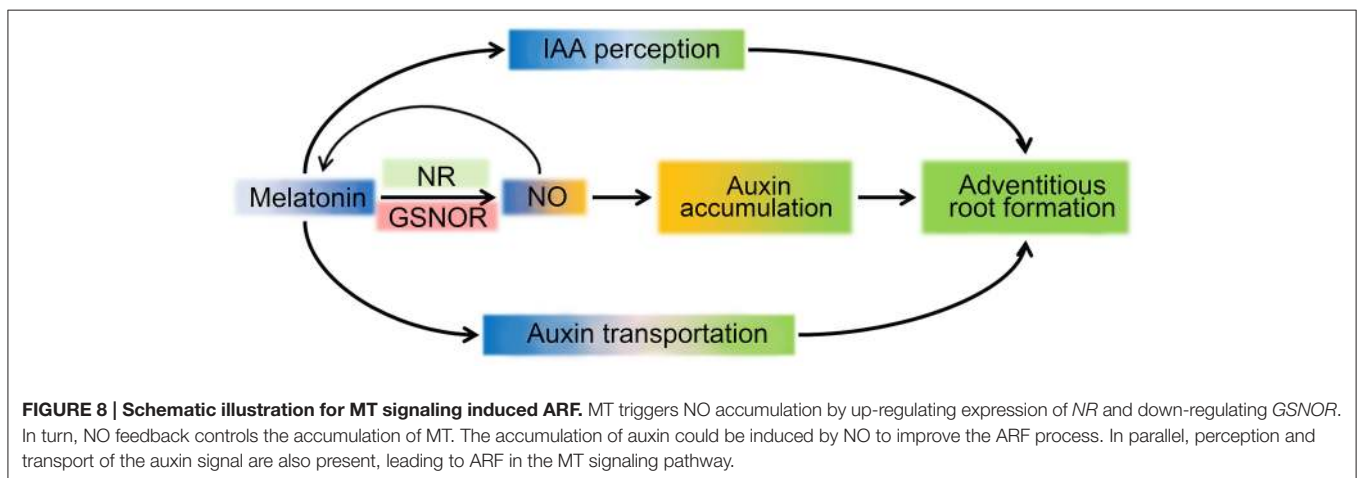 IAA perception
NR
Melatonin
NO
GSNOR
Auxin
accumulation
Adventitious
root formation
Auxin transportation
FIGURE 8 | Schematic illustration for MT signaling induced ARF. MT triggers NO accumulation by up-regulating expression of NR and down-regulating GSNOR.
In turn, NO feedback controls the accumulation of MT. The accumulation of auxin could be induced by NO to improve the ARF process. In parallel, perception and
transport of the auxin signal are also present, leading to ARF in the MT signaling pathway.